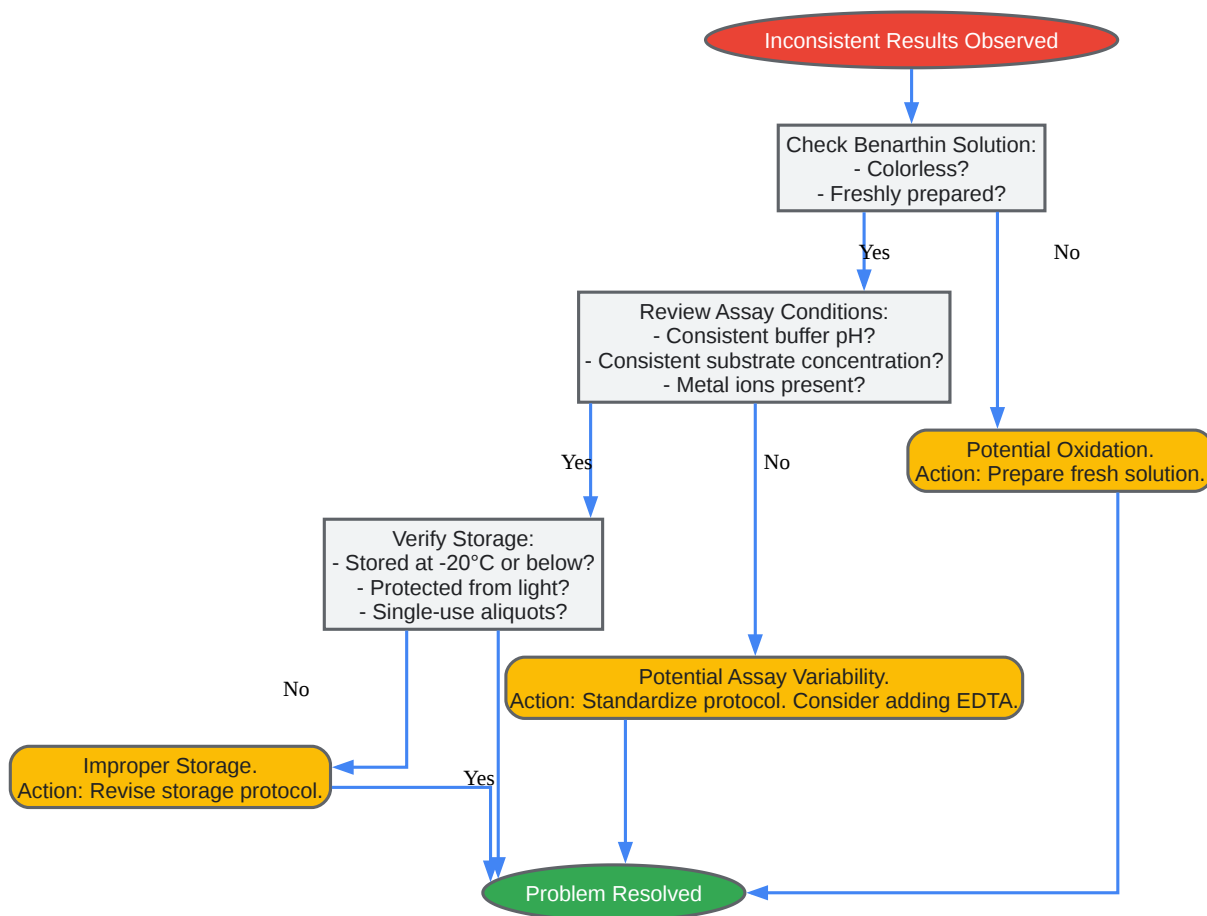 Inconsistent Results Observed
Check Benarthin Solution:
- Colorless?
- Freshly prepared?
Yes
No
Review Assay Conditions:
- Consistent buffer pH?
- Consistent substrate concentration?
- Metal ions present?
Yes
No
Potential Oxidation.
Action: Prepare fresh solution.
Verify Storage:
- Stored at -20°C or below?
- Protected from light?
- Single-use aliquots?
No
Potential Assay Variability.
Action: Standardize protocol. Consider adding EDTA.
Improper Storage.
Action: Revise storage protocol.
Yes
Problem Resolved